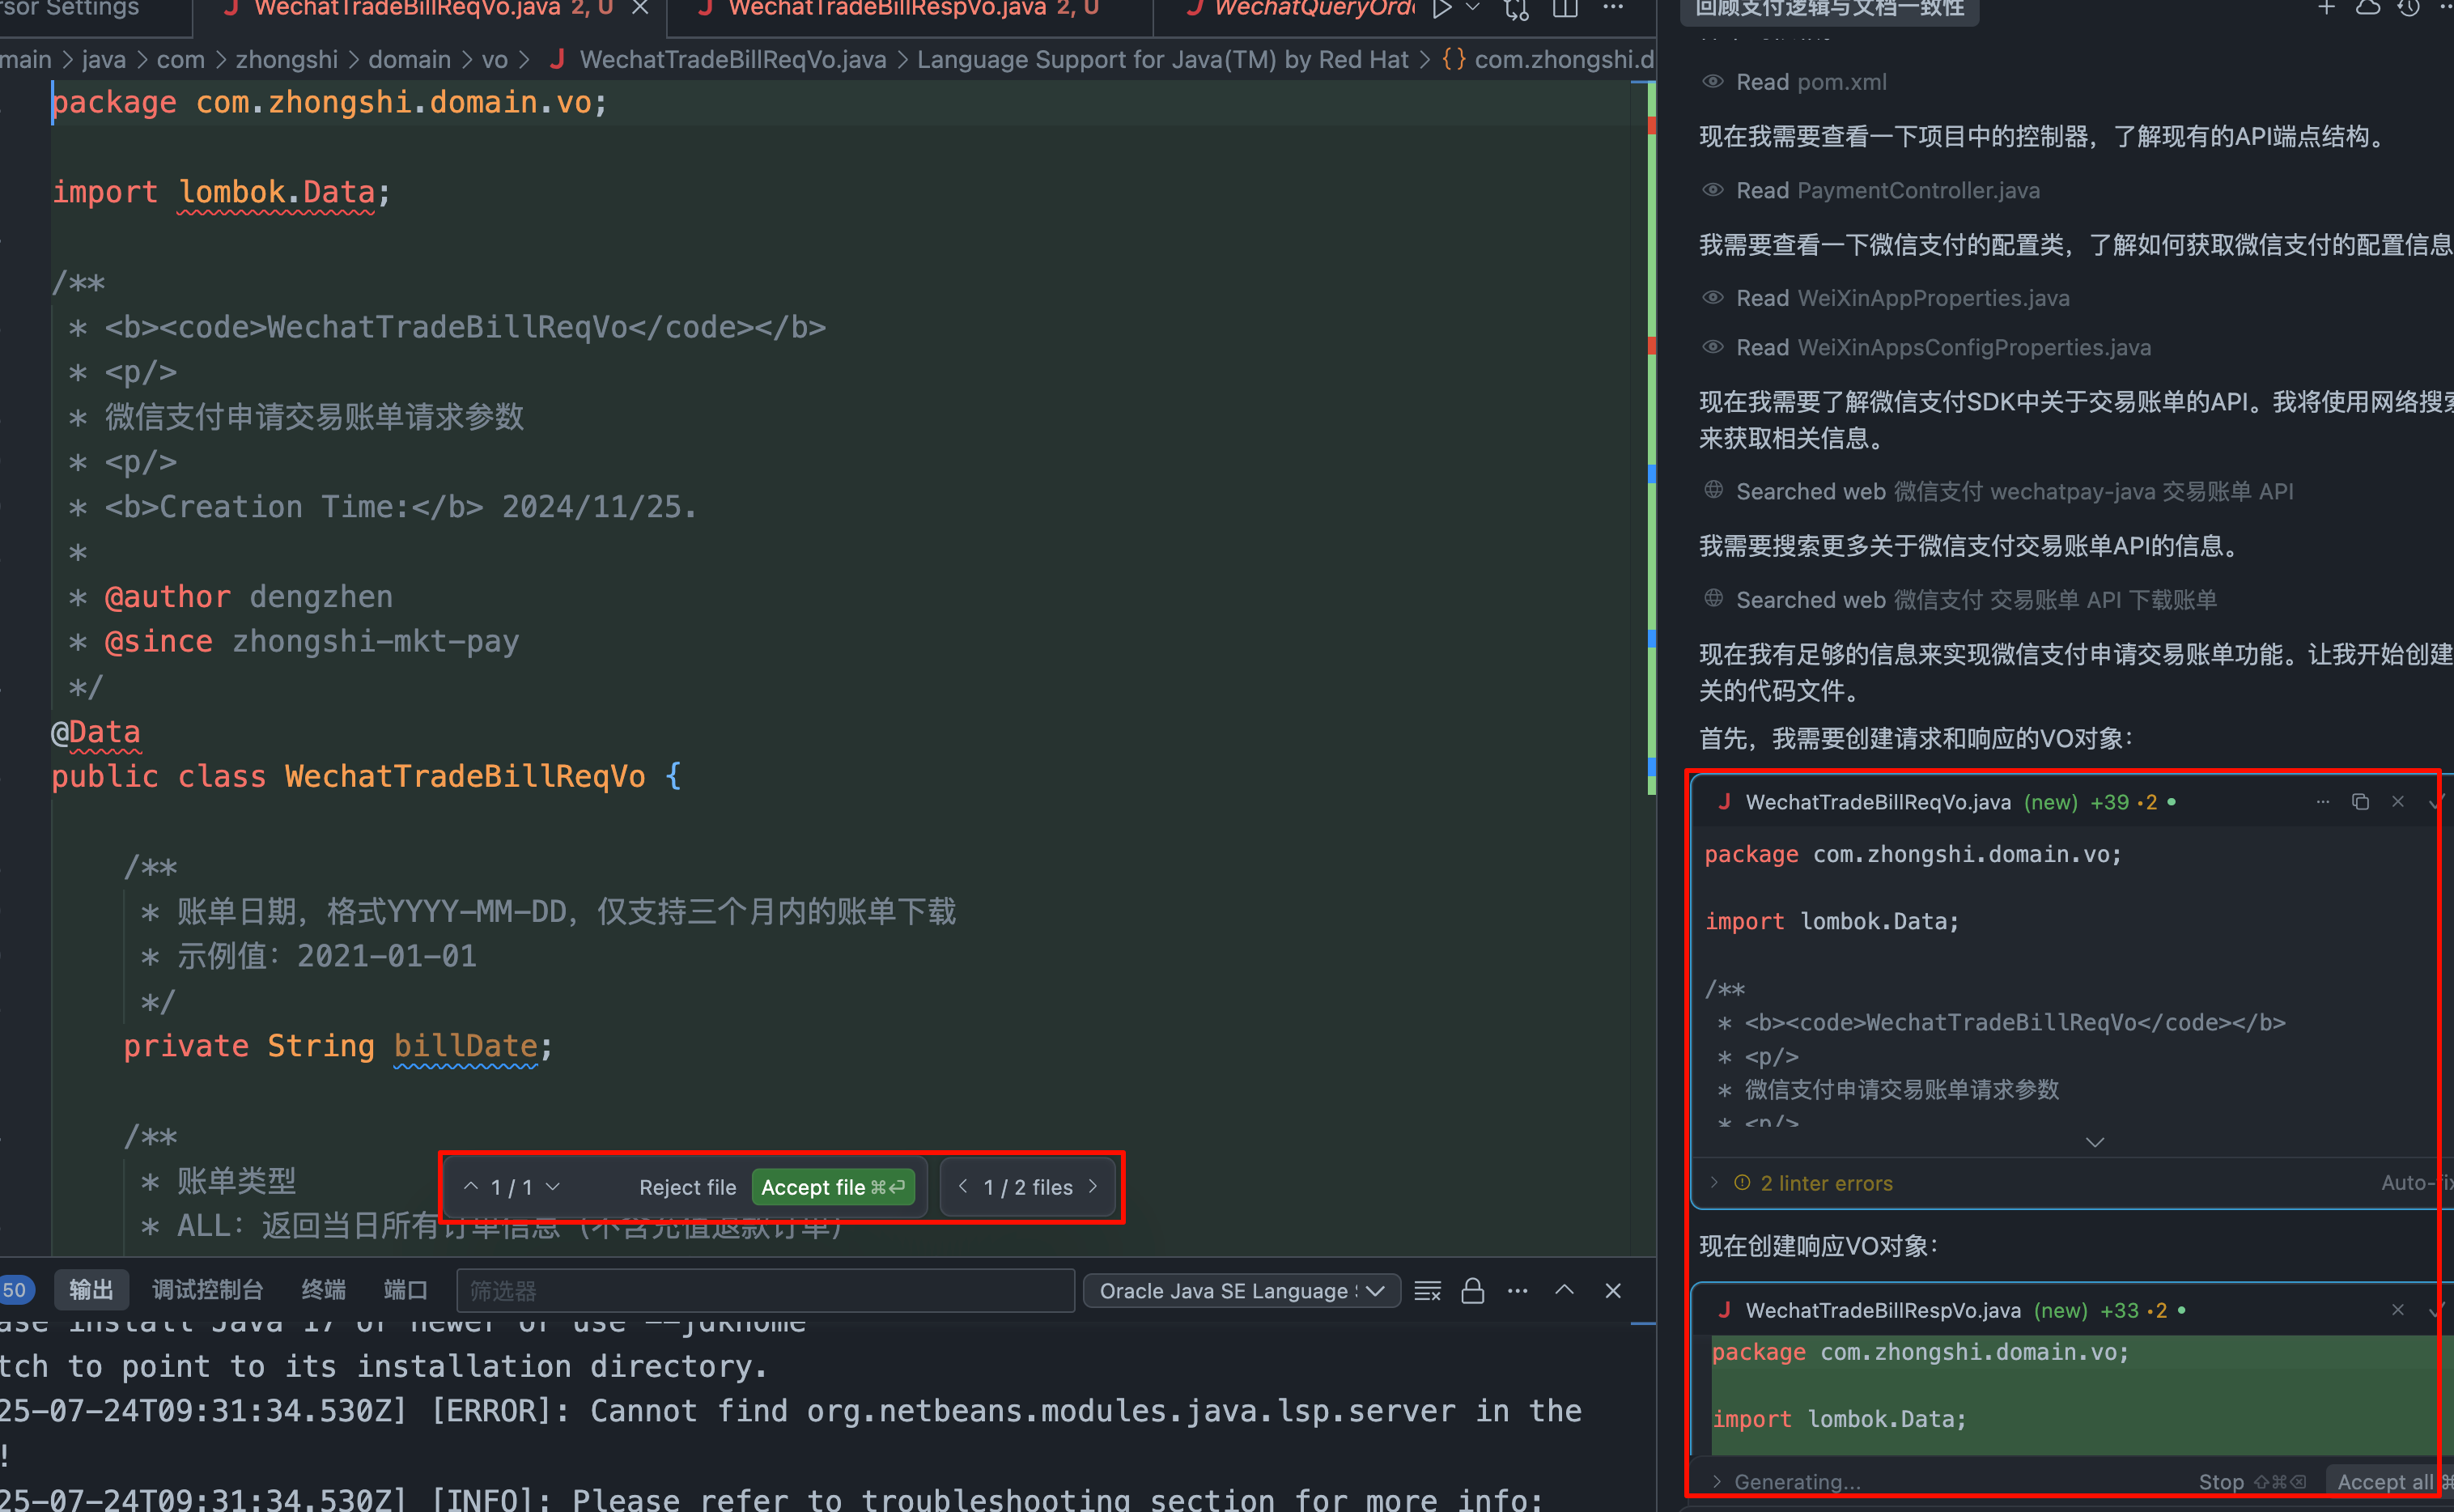 rsor Settings
WechatTradeBillReqVo.java 2, U
WechatTradeBillRespVo.java 2, U
main > java > com > zhongshi > domain > vo > WechatTradeBillReqVo.java > Language Support for Java(TM) by Red Hat > {} com.zhongshi.d
package com.zhongshi.domain.vo;
import lombok.Data;
/**
 * <b><code>WechatTradeBillReqVo</code></b>
 * <p/>
 * 微信支付申请交易账单请求参数
 * <p/>
 * <b>Creation Time:</b> 2024/11/25.
 *
 * @author dengzhen
 * @since zhongshi-mkt-pay
 */
@Data
public class WechatTradeBillReqVo {
    /**
     * 账单日期，格式YYYY-MM-DD，仅支持三个月内的账单下载
     * 示例值：2021-01-01
     */
    private String billDate;
    /**
     * 账单类型
     * ALL：返回当日所有订单信息（不含充值退款订单）
1 / 1 Reject file Accept file ⌘⏎ < 1 / 2 files >
50 输出 调试控制台 终端 端口 筛选器 Oracle Java SE Language
ase install Java 17 or newer or use --jdkhome
tch to point to its installation directory.
25-07-24T09:31:34.530Z] [ERROR]: Cannot find org.netbeans.modules.java.lsp.server in the
!
25-07-24T09:31:34.530Z] [INFO]: Please refer to troubleshooting section for more info:
回顾支付逻辑与文档一致性
Read pom.xml
现在我需要查看一下项目中的控制器，了解现有的API端点结构。
Read PaymentController.java
我需要查看一下微信支付的配置类，了解如何获取微信支付的配置信息
Read WeiXinAppProperties.java
Read WeiXinAppsConfigProperties.java
现在我需要了解微信支付SDK中关于交易账单的API。我将使用网络搜索
来获取相关信息。
Searched web 微信支付 wechatpay-java 交易账单 API
我需要搜索更多关于微信支付交易账单API的信息。
Searched web 微信支付 交易账单 API 下载账单
现在我有足够的信息来实现微信支付申请交易账单功能。让我开始创建
关的代码文件。
首先，我需要创建请求和响应的VO对象：
WechatTradeBillReqVo.java (new) +39 •2 •
package com.zhongshi.domain.vo;
import lombok.Data;
/**
 * <b><code>WechatTradeBillReqVo</code></b>
 * <p/>
 * 微信支付申请交易账单请求参数
 * <p/>
2 linter errors Auto-fix
现在创建响应VO对象：
WechatTradeBillRespVo.java (new) +33 •2 •
package com.zhongshi.domain.vo;
import lombok.Data;
Generating... Stop ⇧⌘⌫ Accept all ⌘